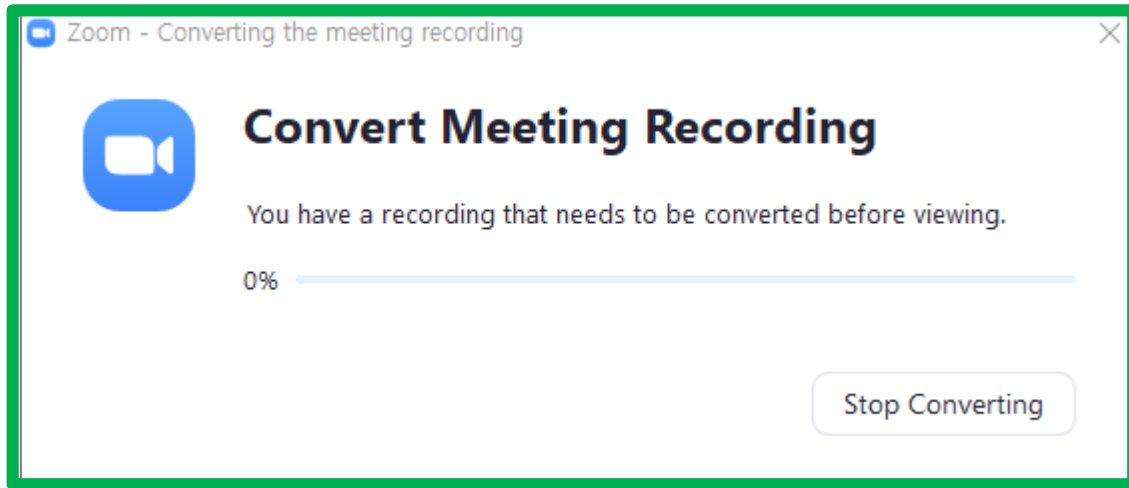 Zoom - Converting the meeting recording
Convert Meeting Recording
You have a recording that needs to be converted before viewing.
0%
Stop Converting